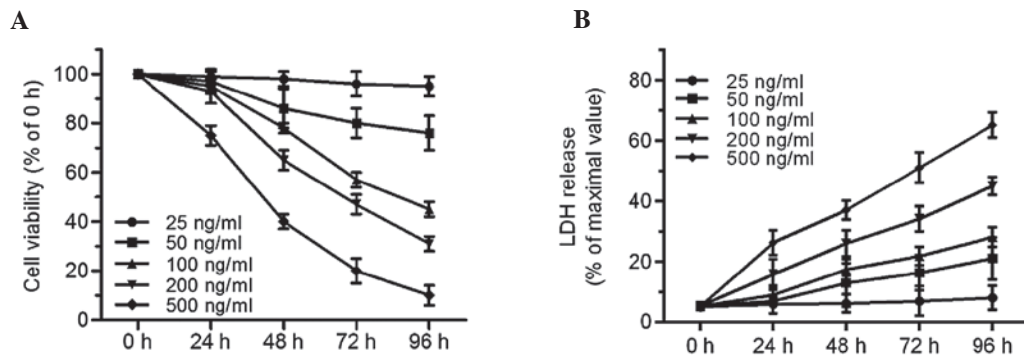 A
Cell viability (% of 0 h)
100
80
60
40
20
0
25 ng/ml
50 ng/ml
100 ng/ml
200 ng/ml
500 ng/ml
0 h 24 h 48 h 72 h 96 h
B
LDH release
(% of maximal value)
80
60
40
20
0
25 ng/ml
50 ng/ml
100 ng/ml
200 ng/ml
500 ng/ml
0 h 24 h 48 h 72 h 96 h